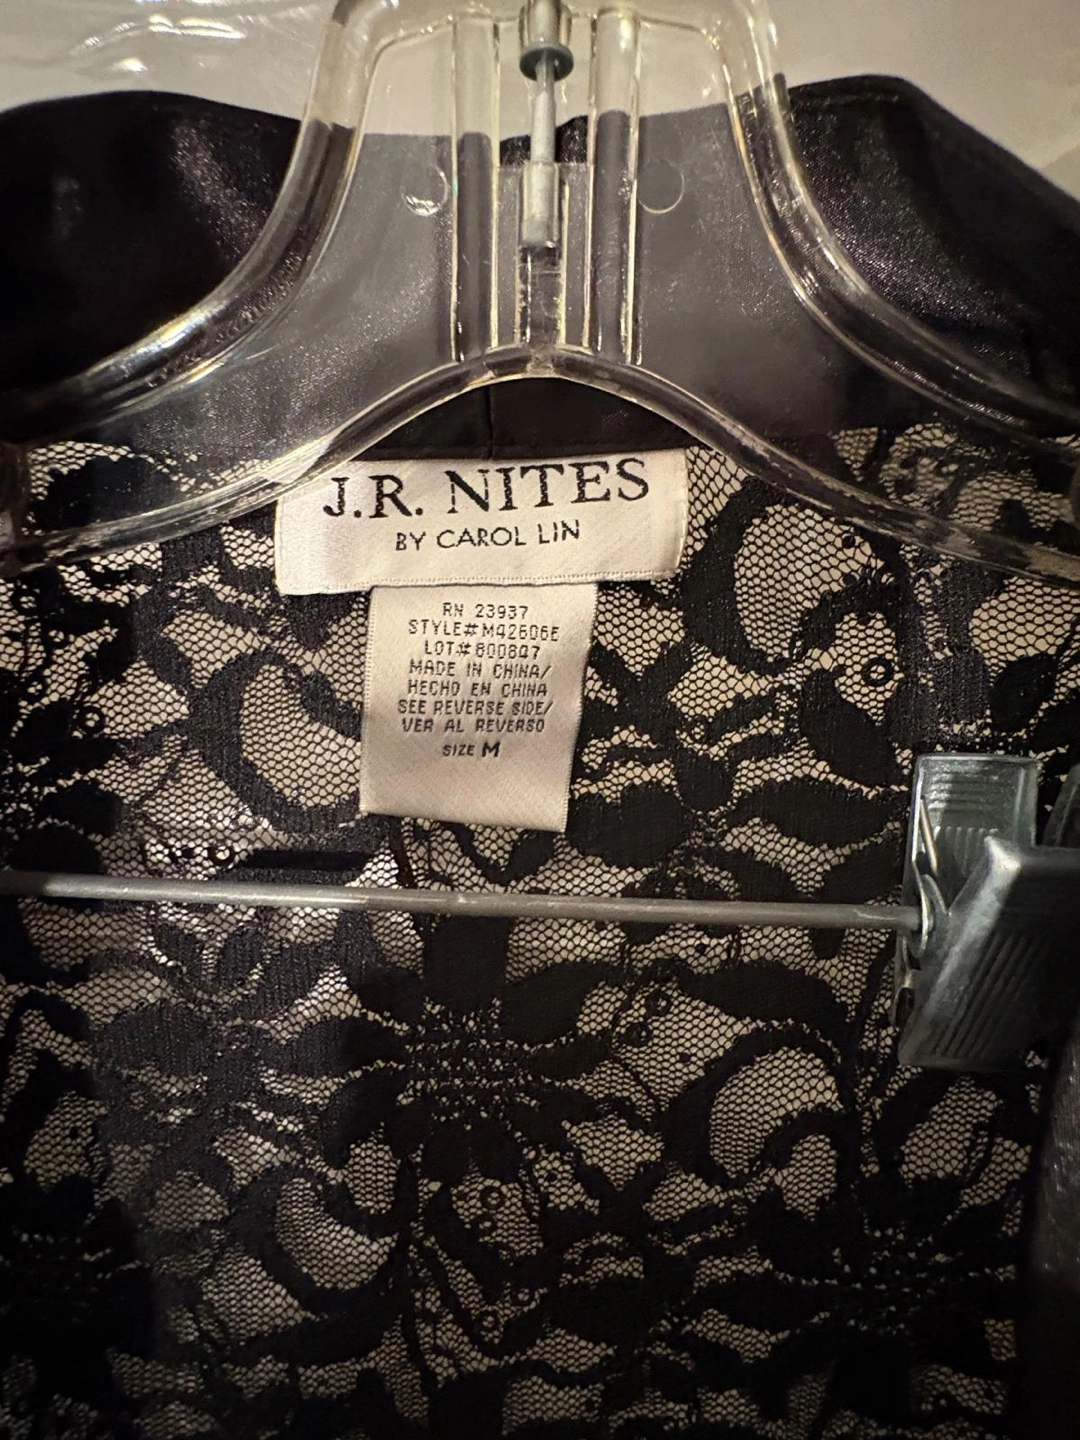 J.R. NITES
BY CAROL LIN
RN 23937
STYLE#M42606E
LOT#800807
MADE IN CHINA/
HECHO EN CHINA
SEE REVERSE SIDE/
VER AL REVERSO
SIZE M